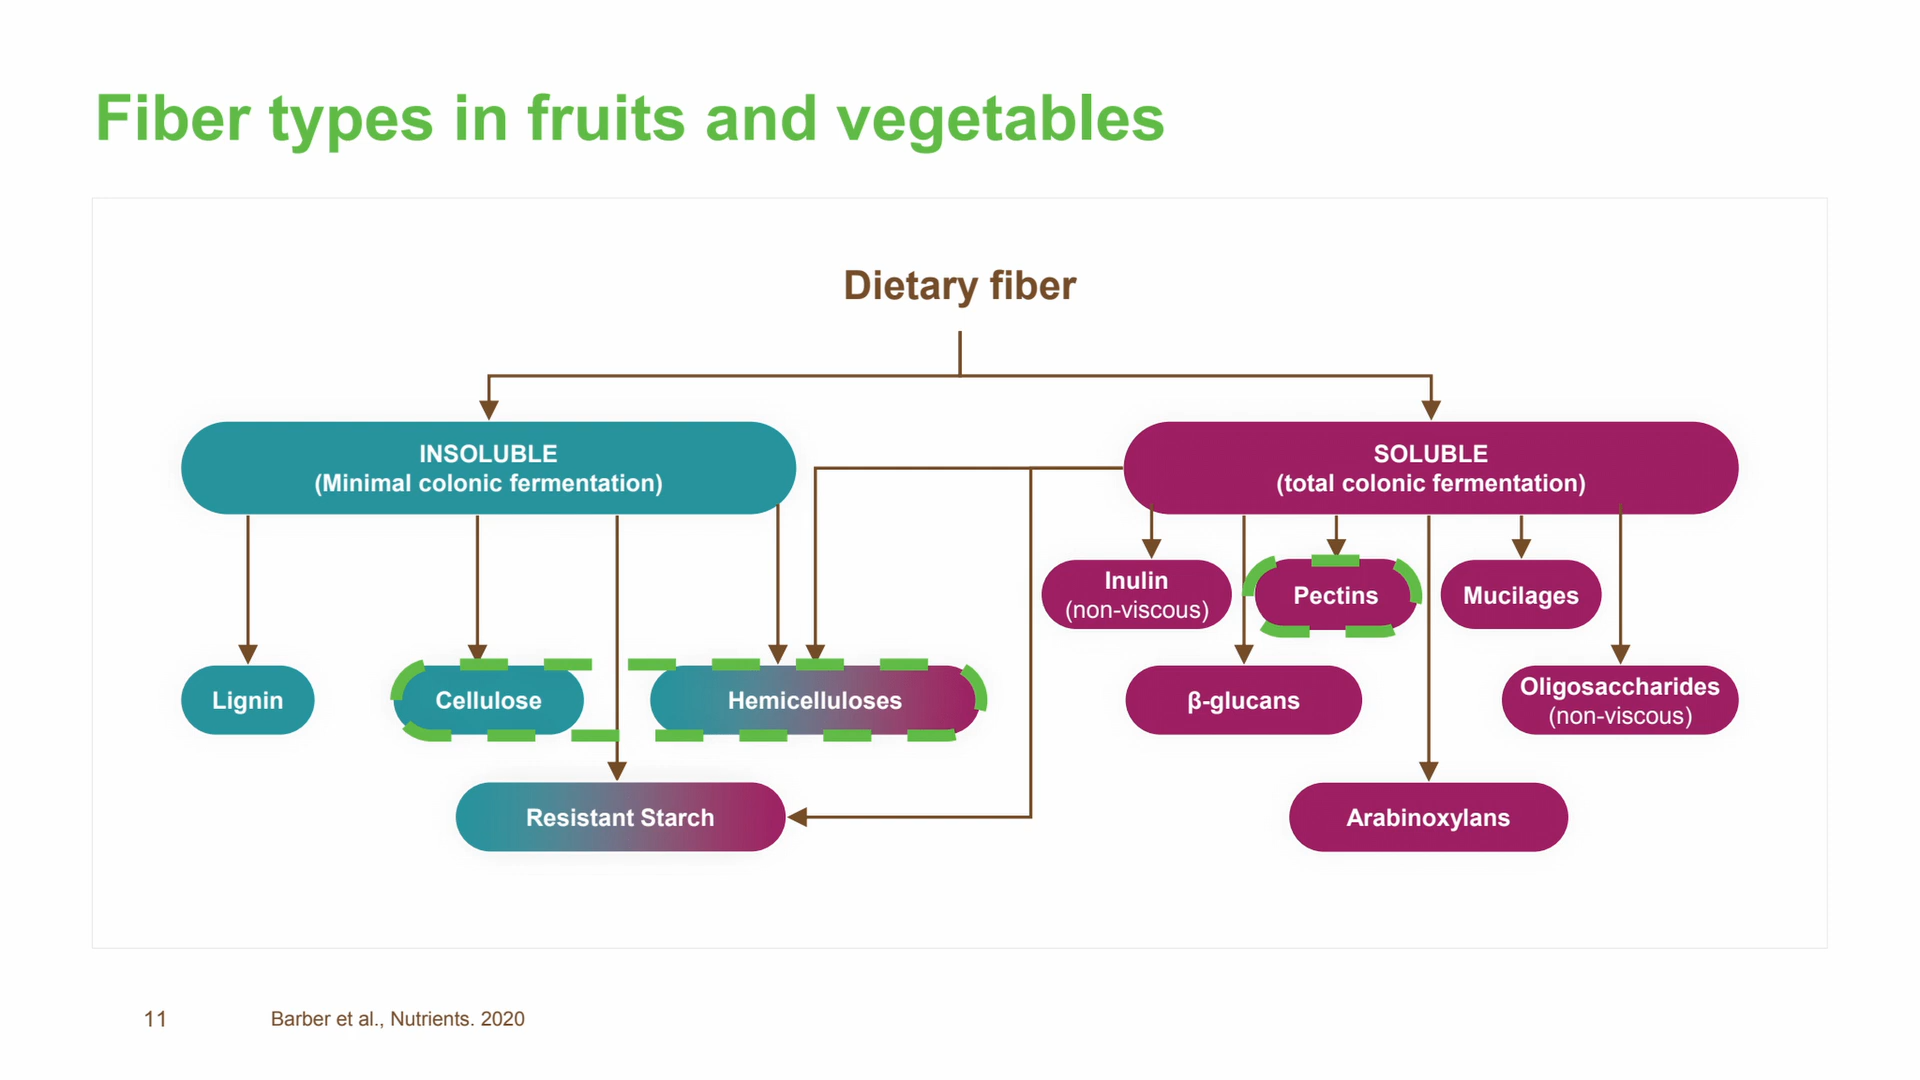 Fiber types in fruits and vegetables
Dietary fiber
INSOLUBLE
(Minimal colonic fermentation)
SOLUBLE
(total colonic fermentation)
Inulin
(non-viscous)
Pectins
Mucilages
Lignin
Cellulose
Hemicelluloses
β-glucans
Oligosaccharides
(non-viscous)
Resistant Starch
Arabinoxylans
11
Barber et al., Nutrients. 2020